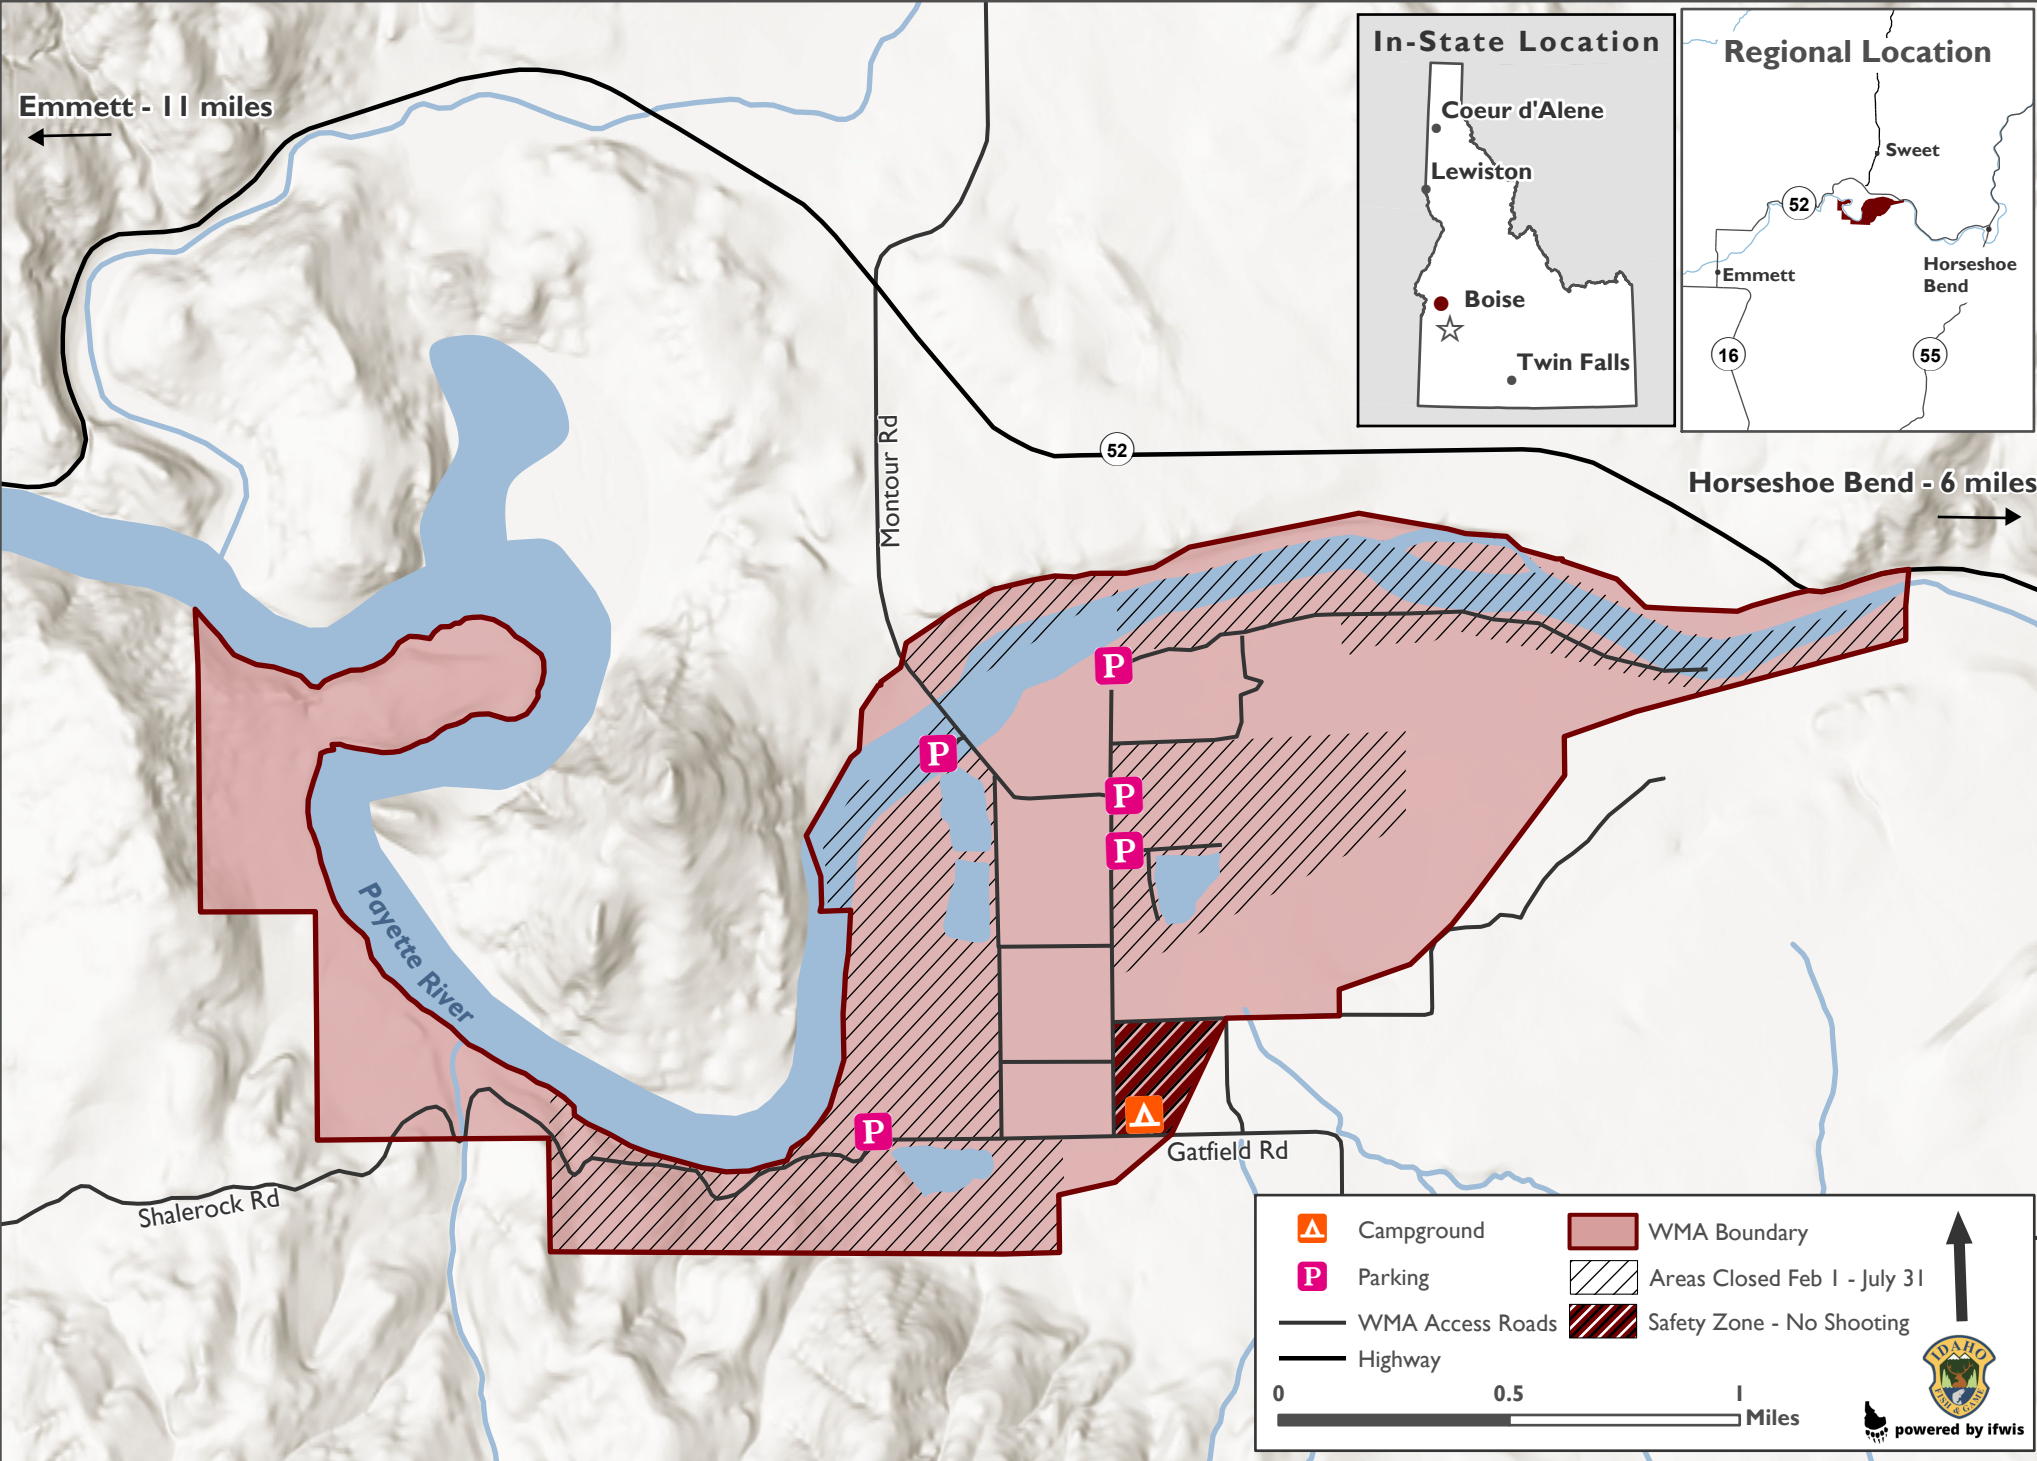 Emmett - 11 miles
In-State Location
Coeur d'Alene
Lewiston
Boise
Twin Falls
Regional Location
Sweet
52
Emmett
Horseshoe
Bend
16
55
Montour Rd
52
Horseshoe Bend - 6 miles
P
P
P
P
Payette River
P
Gatfield Rd
Shalerock Rd
Campground
WMA Boundary
P
Parking
Areas Closed Feb 1 - July 31
WMA Access Roads
Safety Zone - No Shooting
Highway
0
0.5
1
Miles
IDAHO
FISH & GAME
powered by ifwis